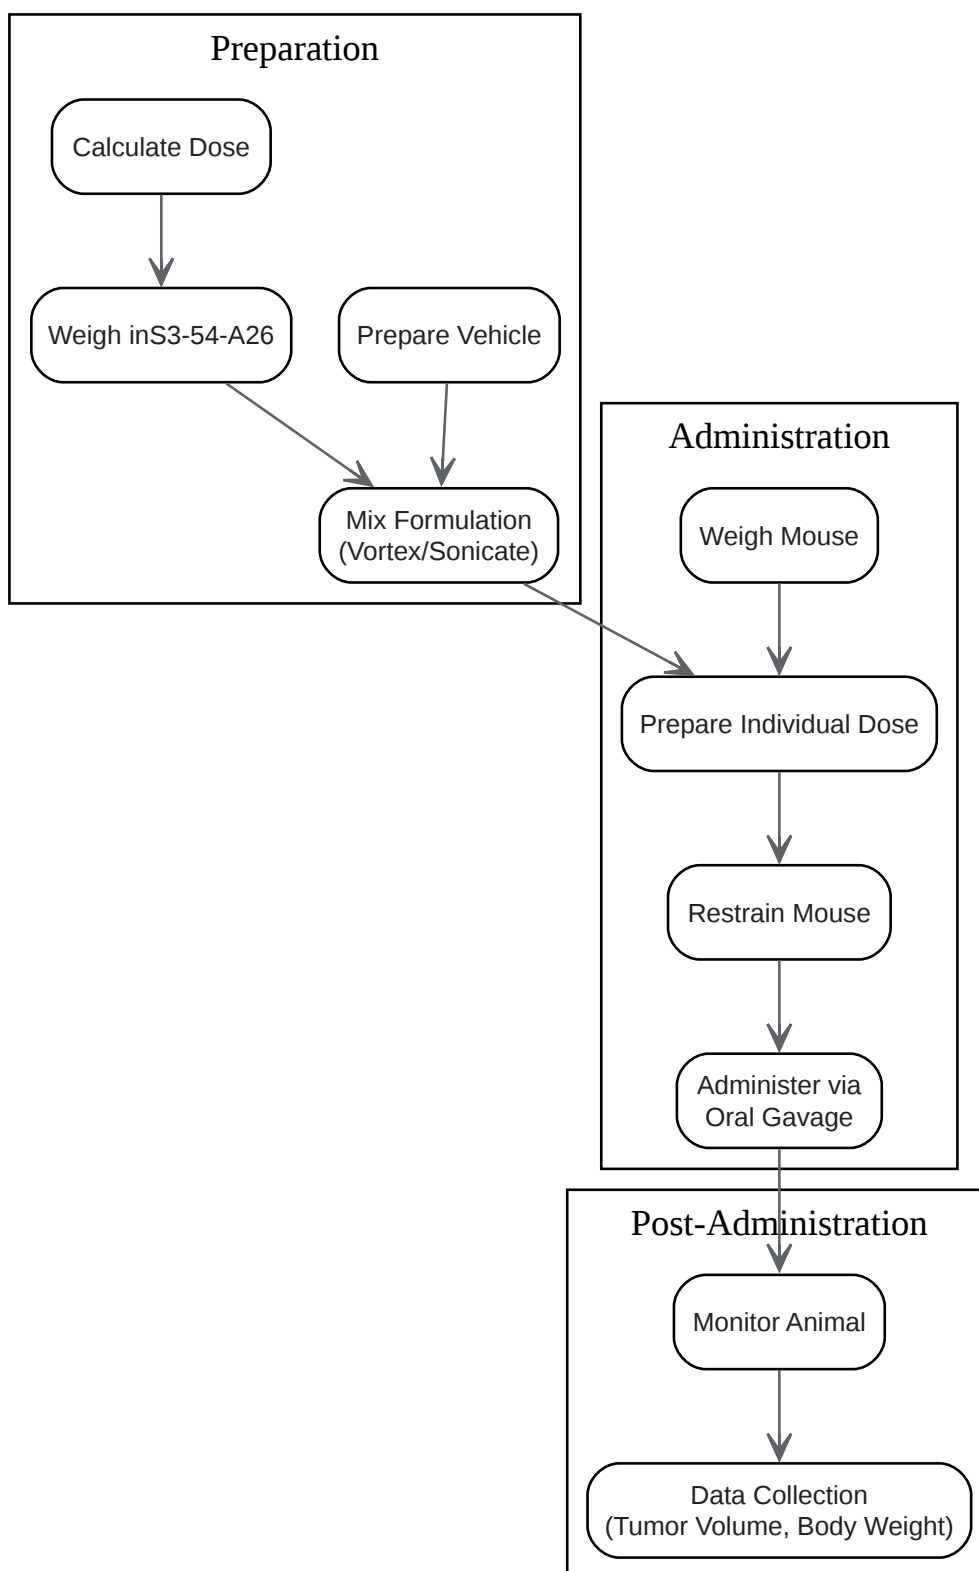 Preparation
Calculate Dose
Weigh inS3-54-A26
Prepare Vehicle
Mix Formulation
(Vortex/Sonicate)
Administration
Weigh Mouse
Prepare Individual Dose
Restrain Mouse
Administer via
Oral Gavage
Post-Administration
Monitor Animal
Data Collection
(Tumor Volume, Body Weight)